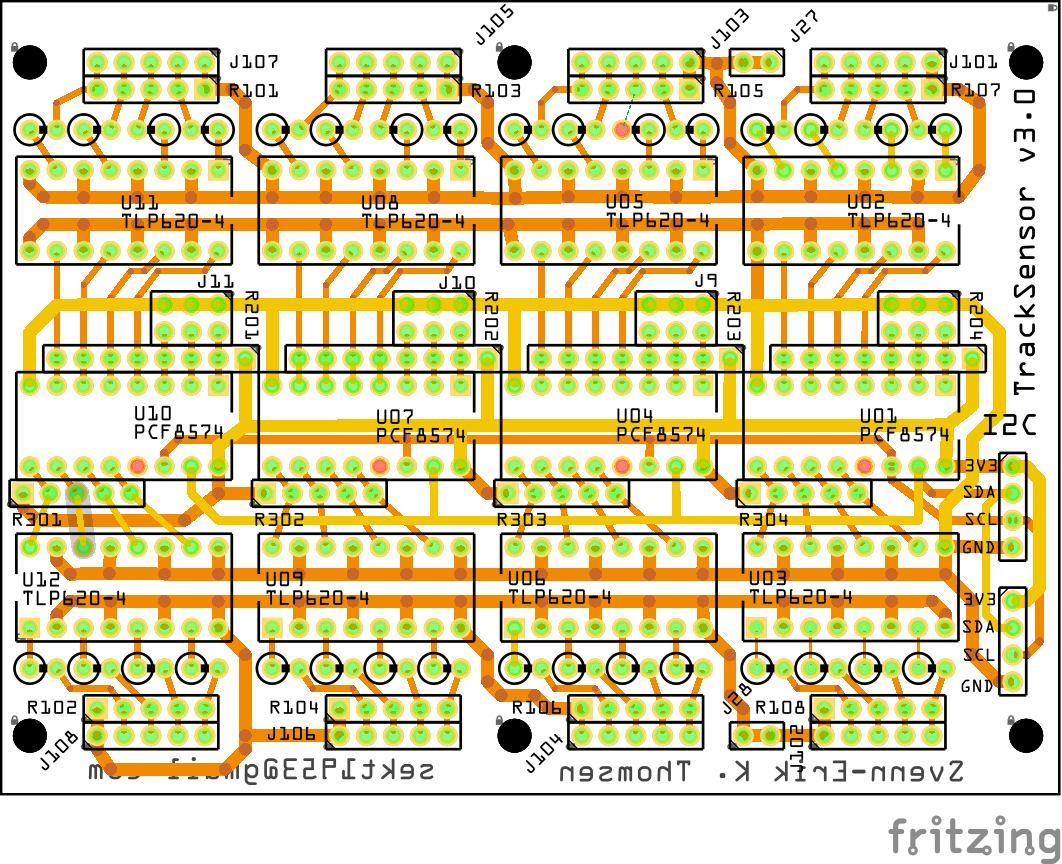 J105
J103
J27
J107
J101
R101
R103
R105
R107
TrackSensor v3.0
U11
TLP620-4
U08
TLP620-4
U05
TLP620-4
U02
TLP620-4
J11
J10
J9
R201
R202
R203
R204
U10
PCF8574
U07
PCF8574
U04
PCF8574
U01
PCF8574
I2C
3V3
SDA
SCL
GND
R301
R302
R303
R304
U12
TLP620-4
U09
TLP620-4
U06
TLP620-4
U03
TLP620-4
3V3
SDA
SCL
GND
R102
R104
R106
J28
R108
J108
J106
J104
sekt1953@gmail.com
Svenn-Erik K. Thomsen
fritzing